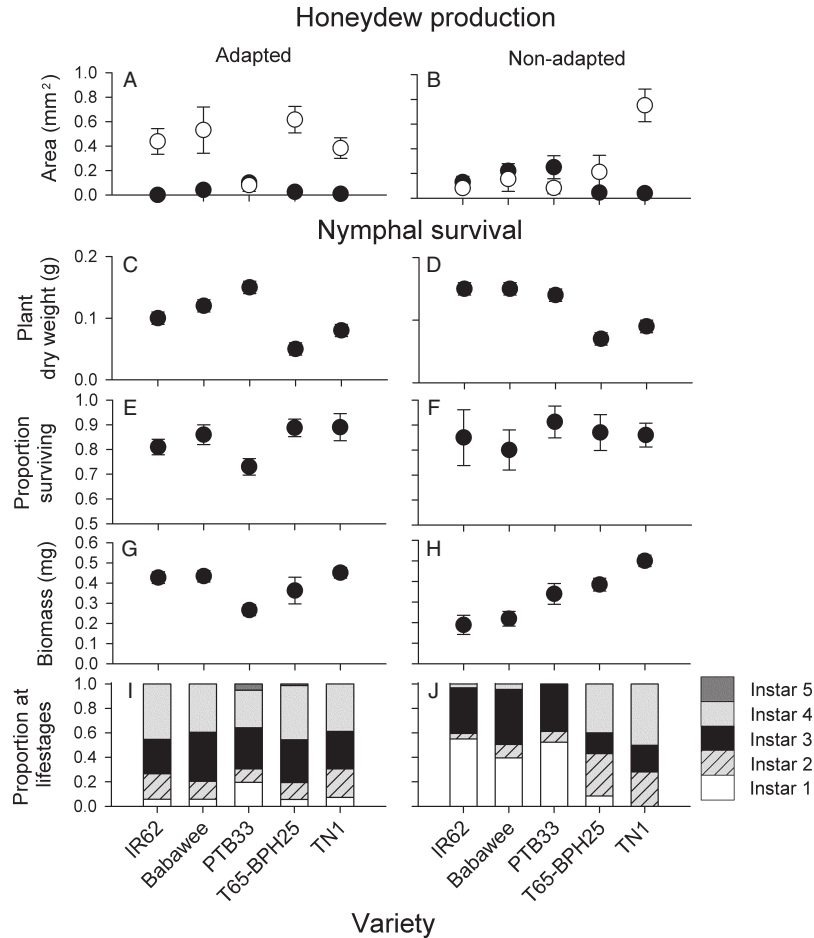 Honeydew production
Adapted
Non-adapted
A
B
Area (mm²)
1.0
0.8
0.6
0.4
0.2
0.0
Nymphal survival
C
D
Plant
dry weight (g)
0.2
0.1
0.0
E
F
Proportion
surviving
1.0
0.9
0.8
0.7
0.6
0.5
G
H
Biomass (mg)
0.6
0.5
0.4
0.3
0.2
0.1
0.0
I
J
Proportion at
lifestages
1.0
0.8
0.6
0.4
0.2
0.0
Instar 5
Instar 4
Instar 3
Instar 2
Instar 1
IR62
Babawee
PTB33
T65-BPH25
TN1
IR62
Babawee
PTB33
T65-BPH25
TN1
Variety